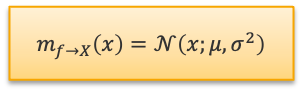 m_{f→X}(x) = 𝒩(x; μ, σ²)